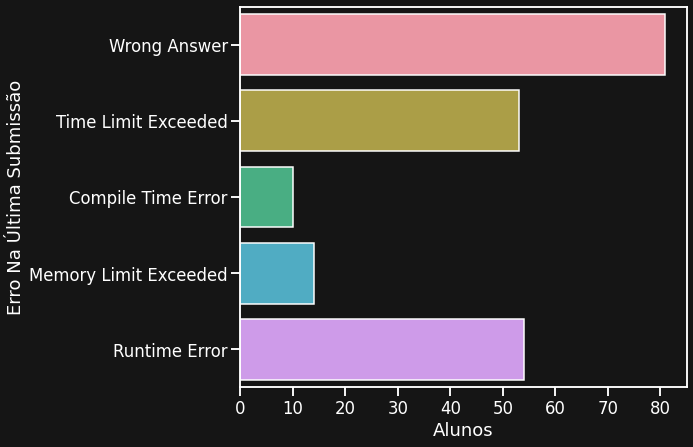 Erro Na Última Submissão
Wrong Answer
Time Limit Exceeded
Compile Time Error
Memory Limit Exceeded
Runtime Error
0 10 20 30 40 50 60 70 80
Alunos